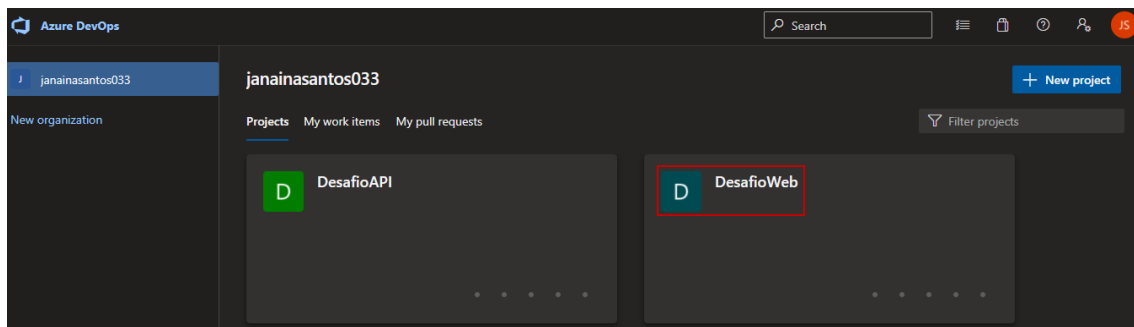 Azure DevOps
Search
JS
J janainasantos033
janainasantos033
New project
New organization
Projects My work items My pull requests
Filter projects
D DesafioAPI
D DesafioWeb